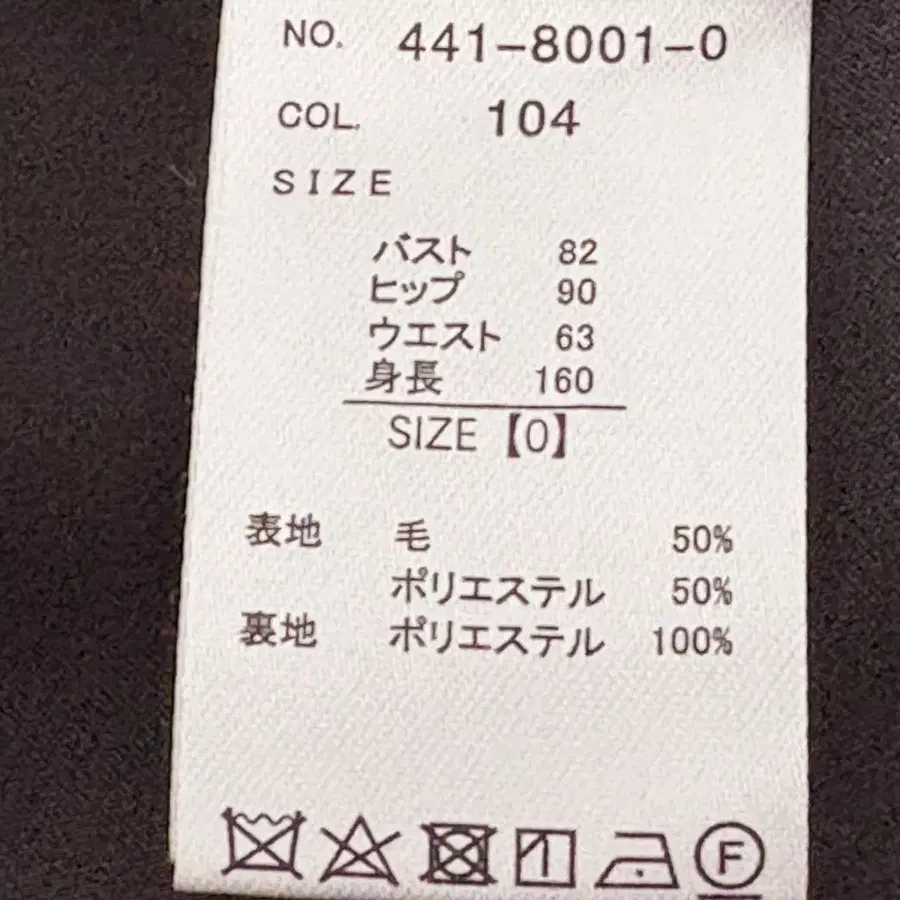 NO. 441-8001-0
COL. 104
SIZE
バスト 82
ヒップ 90
ウエスト 63
身長 160
SIZE【0】
表地 毛 50%
ポリエステル 50%
裏地 ポリエステル 100%
F